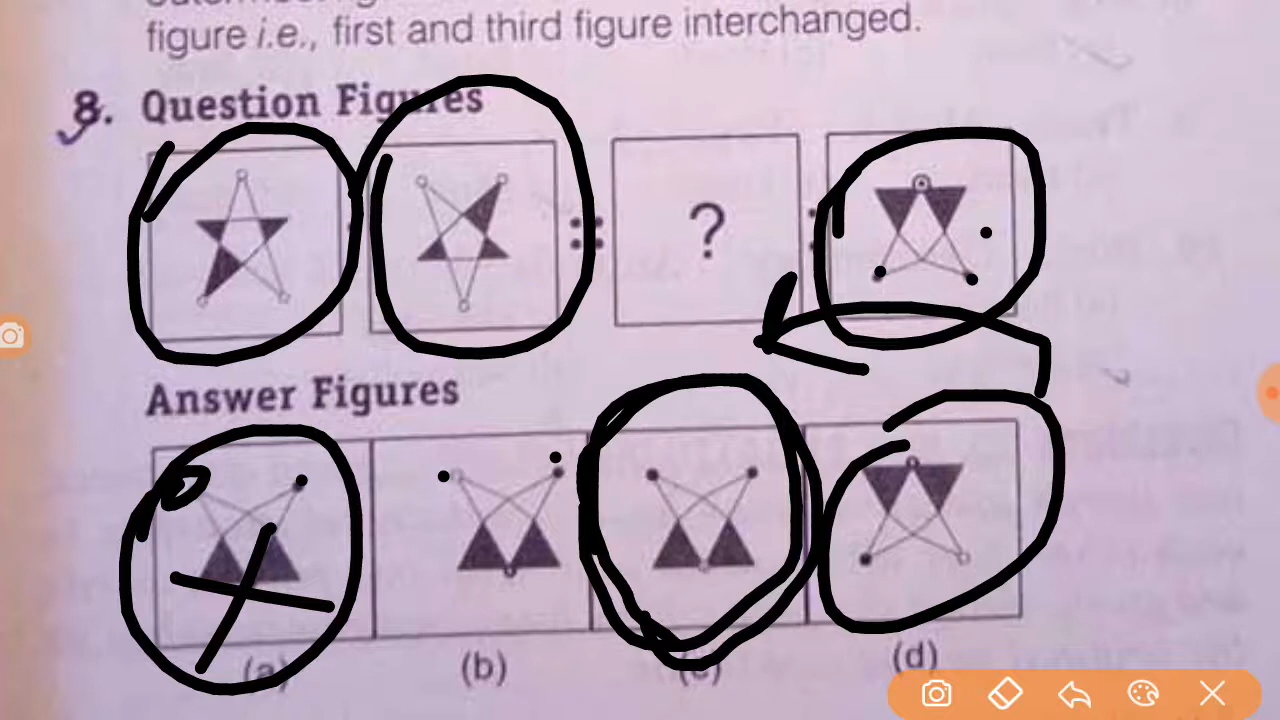 figure i.e., first and third figure interchanged.
8. Question Figures
: :: ? :
Answer Figures
(a) (b) (c) (d)